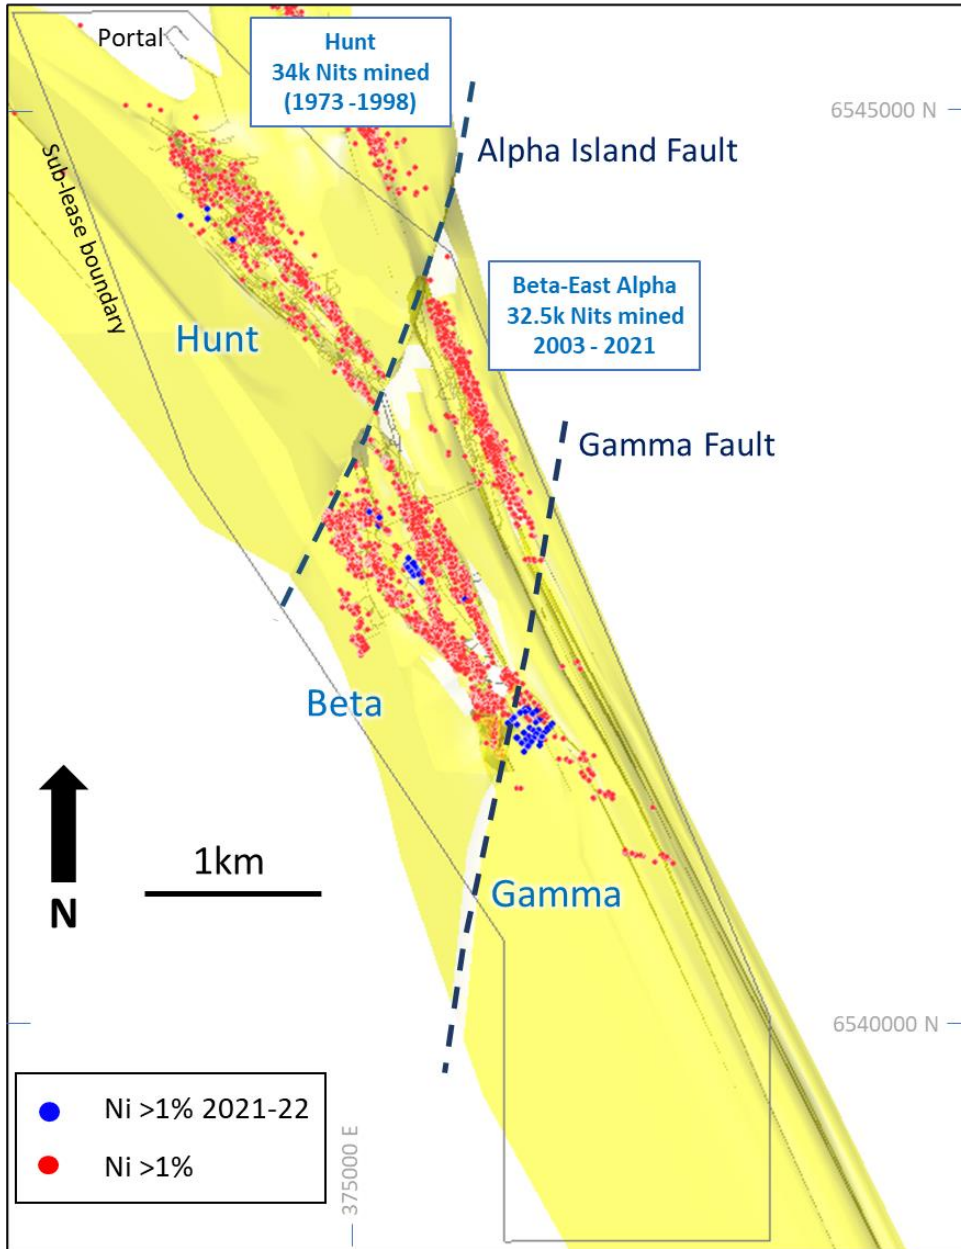 Portal
Hunt
34k Nits mined
(1973 -1998)
6545000 N
Alpha Island Fault
Sub-lease boundary
Beta-East Alpha
32.5k Nits mined
2003 - 2021
Hunt
Gamma Fault
Beta
1km
N
Gamma
6540000 N
Ni >1% 2021-22
Ni >1%
375000 E